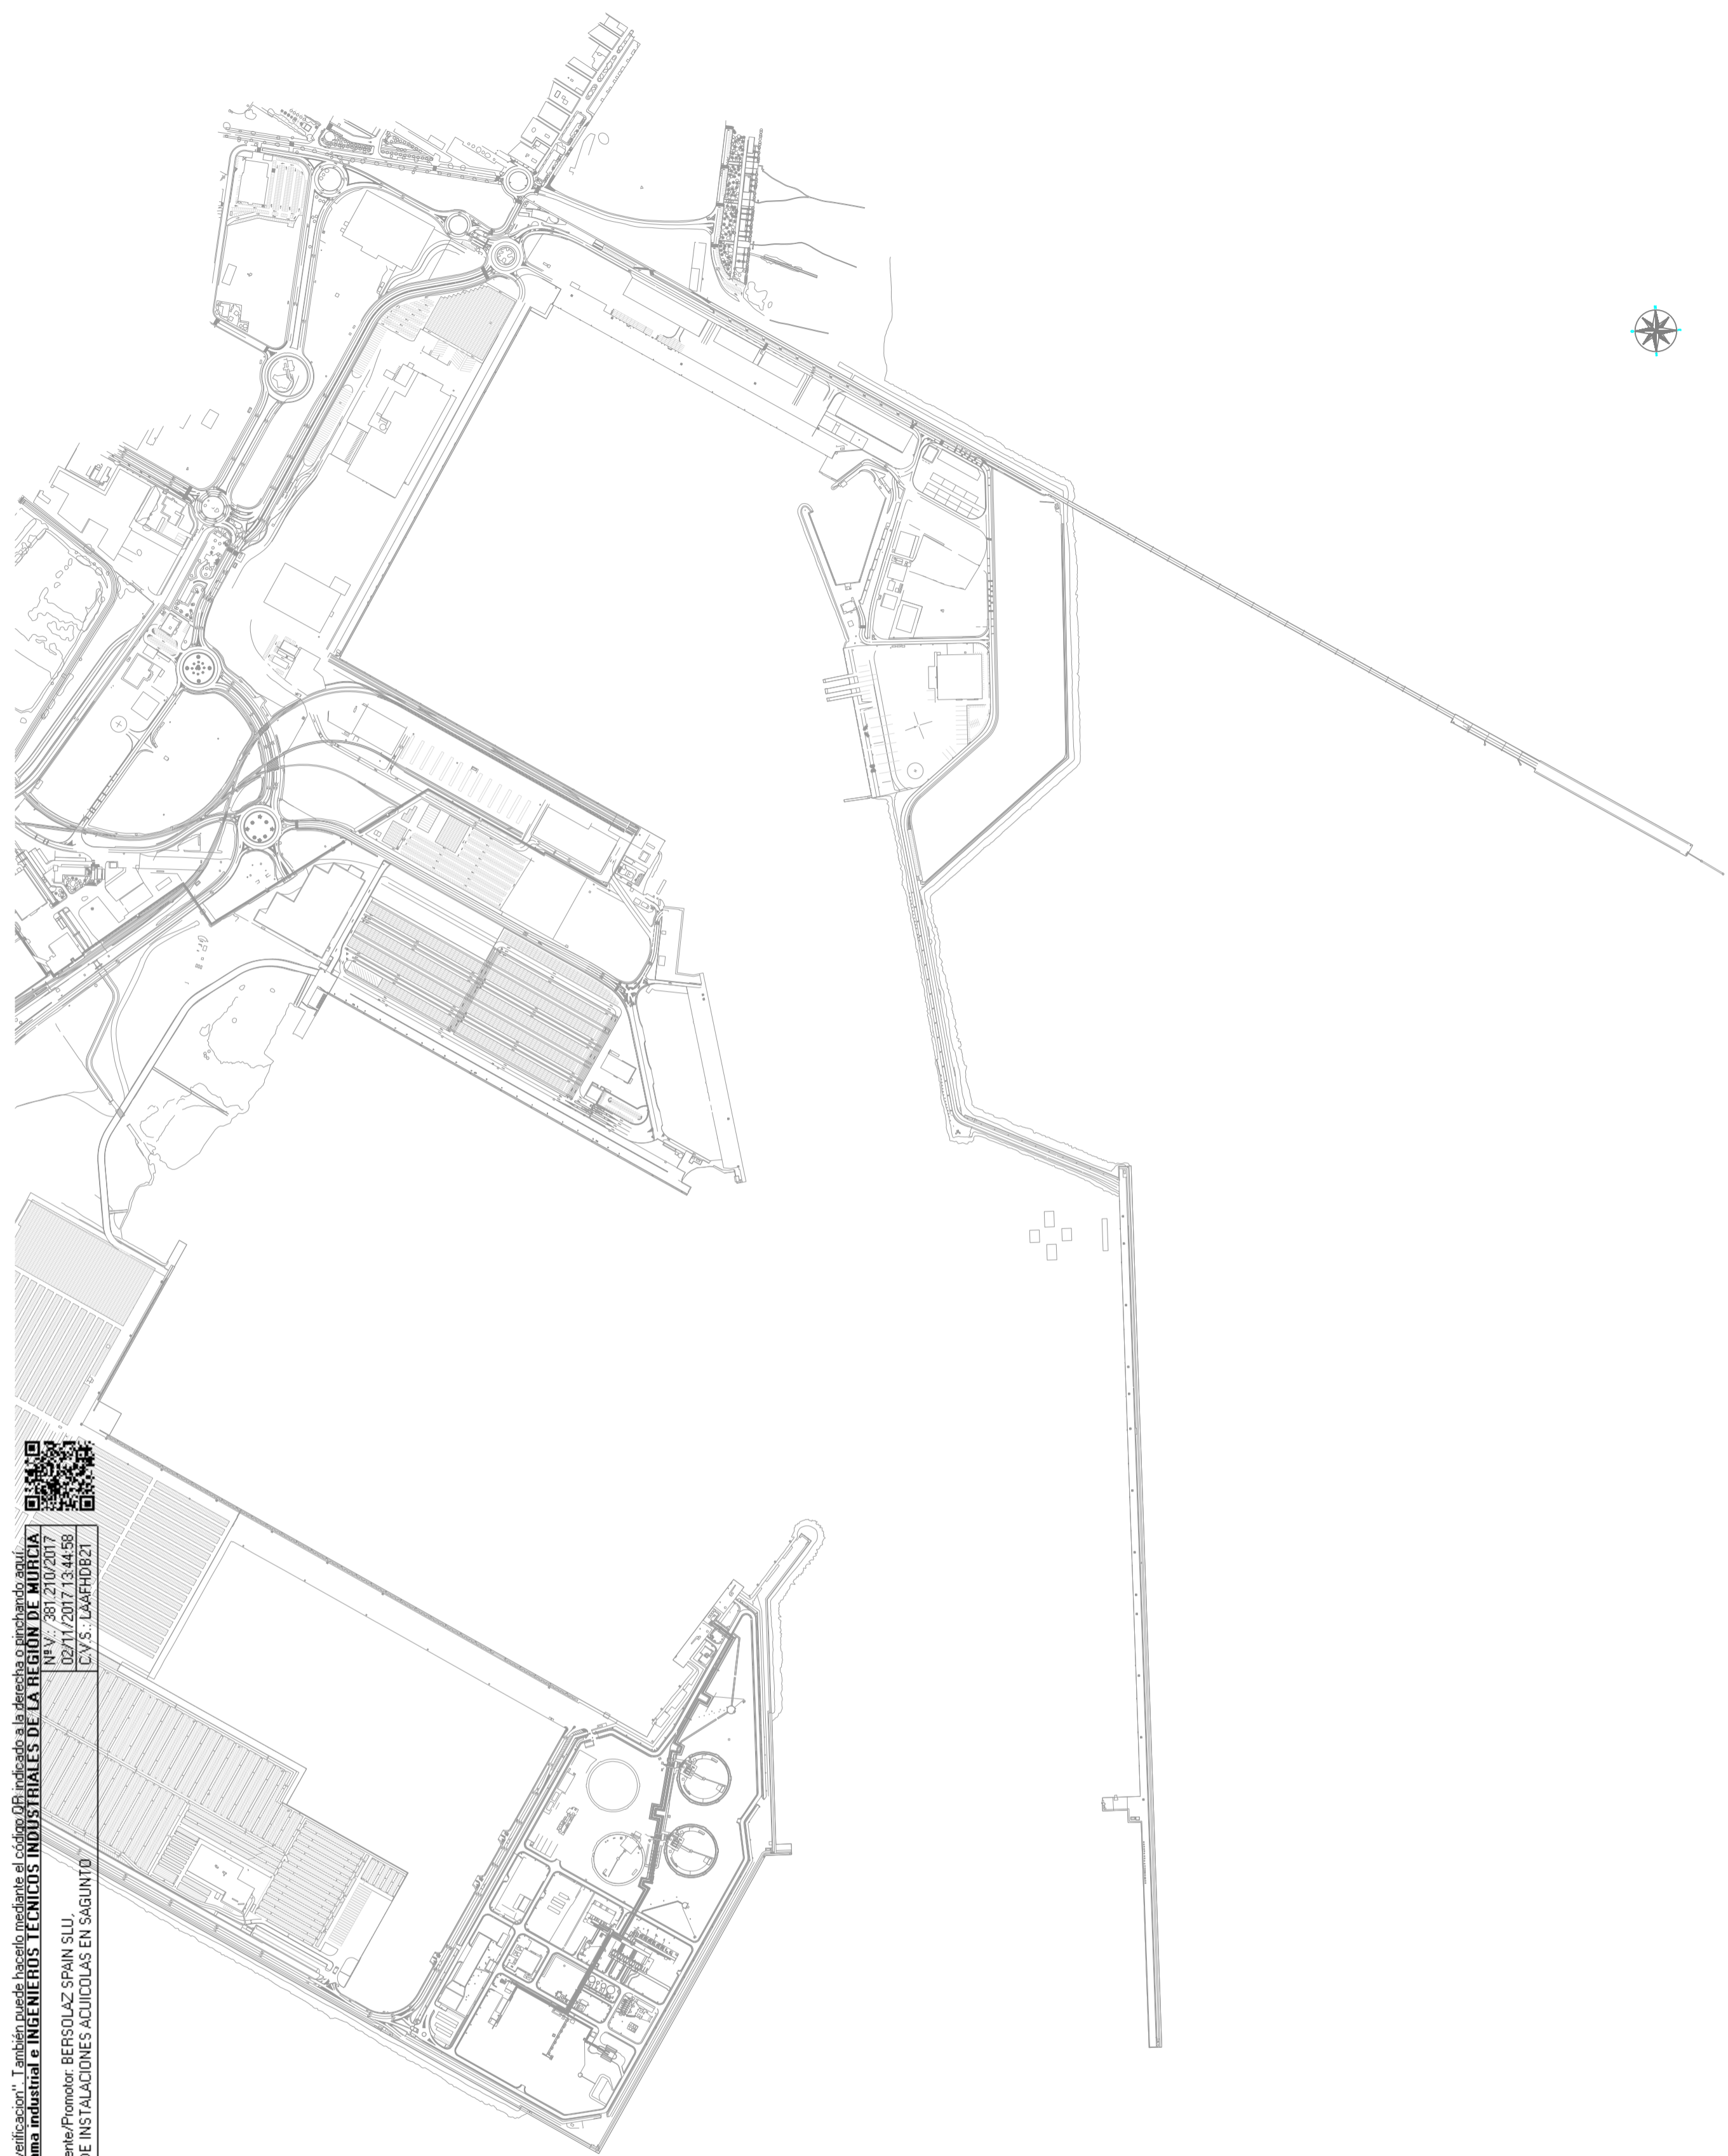 verificacion". También puede hacerlo mediante el código QR indicado a la derecha o pinchando aquí.
ama industrial e INGENIEROS TÉCNICOS INDUSTRIALES DE LA REGIÓN DE MURCIA
Nº V.: 381.210/2017
02/11/2017 13:44:58
C.V.S.: LAAFHDB21
ente/Promotor: BERSOLAZ SPAIN SLU,
DE INSTALACIONES ACUICOLAS EN SAGUNTO